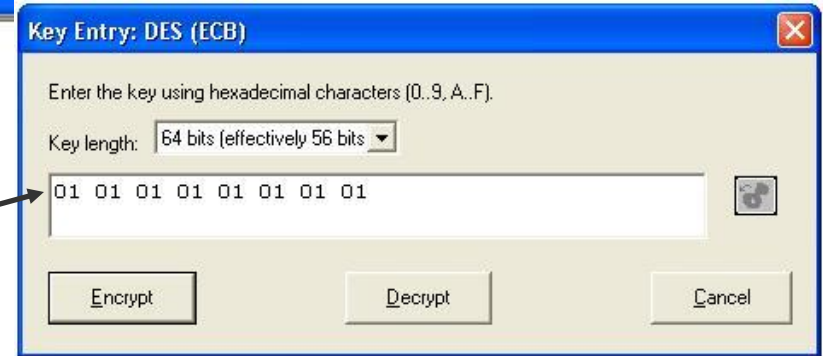 Key Entry: DES (ECB)
Enter the key using hexadecimal characters (0..9, A..F).
Key length: 64 bits (effectively 56 bits
01 01 01 01 01 01 01 01
Encrypt Decrypt Cancel